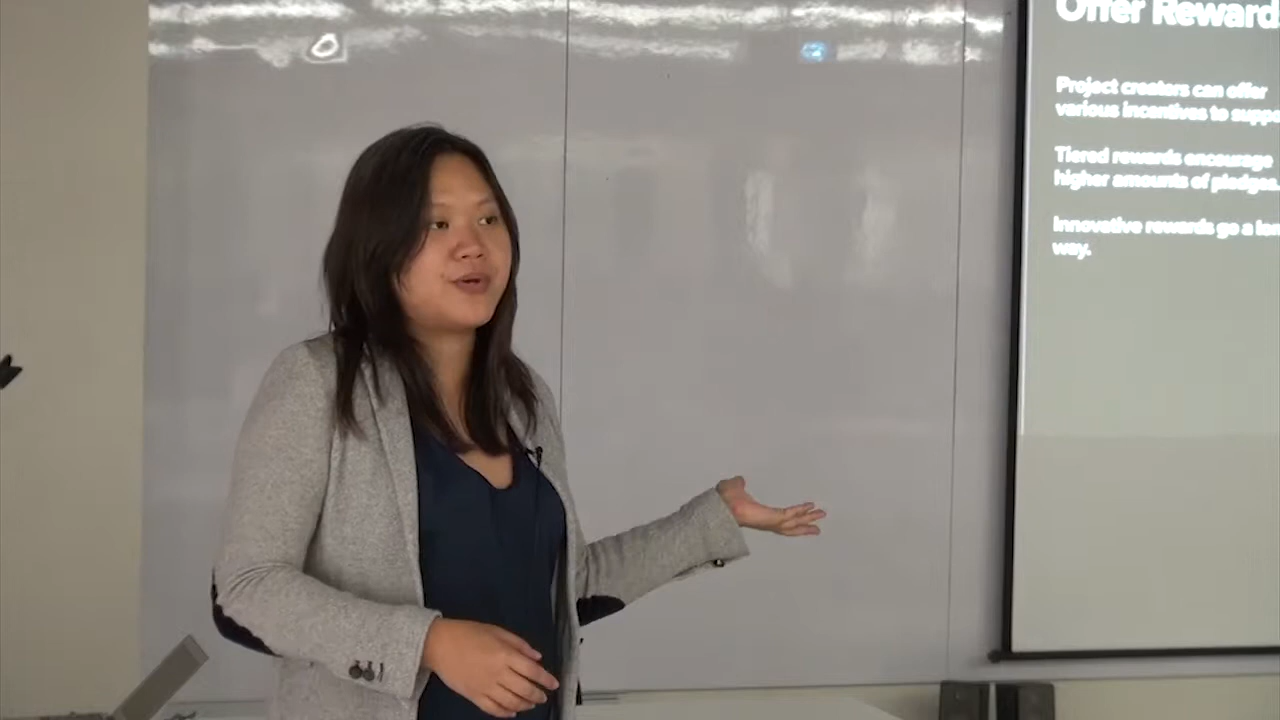 Offer Reward
Project creators can offer
various incentives to suppo
Tiered rewards encourage
higher amounts of pledges.
Innovative rewards go a lon
way.